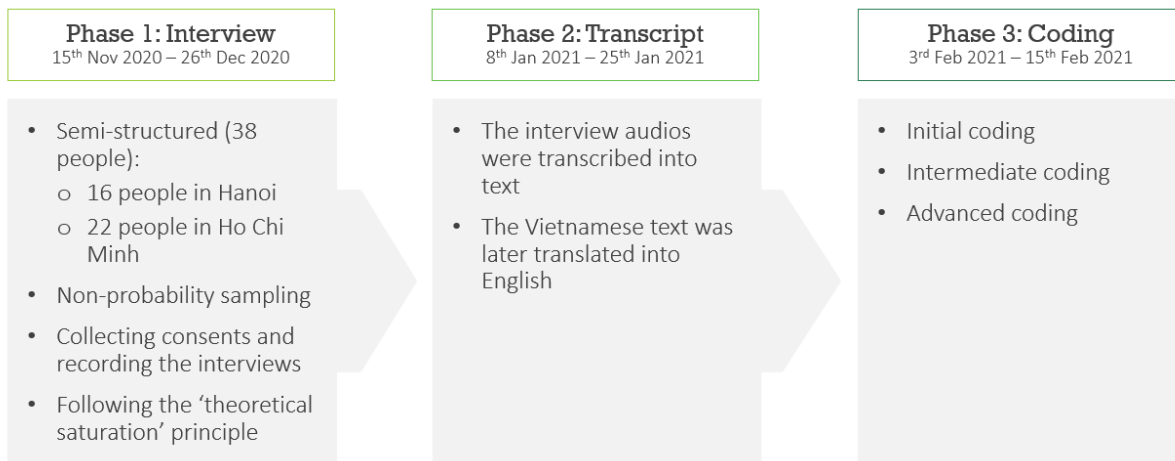 Phase 1: Interview
15th Nov 2020 – 26th Dec 2020
• Semi-structured (38
people):
o 16 people in Hanoi
o 22 people in Ho Chi
Minh
• Non-probability sampling
• Collecting consents and
recording the interviews
• Following the ‘theoretical
saturation’ principle
Phase 2: Transcript
8th Jan 2021 – 25th Jan 2021
• The interview audios
were transcribed into
text
• The Vietnamese text was
later translated into
English
Phase 3: Coding
3rd Feb 2021 – 15th Feb 2021
• Initial coding
• Intermediate coding
• Advanced coding